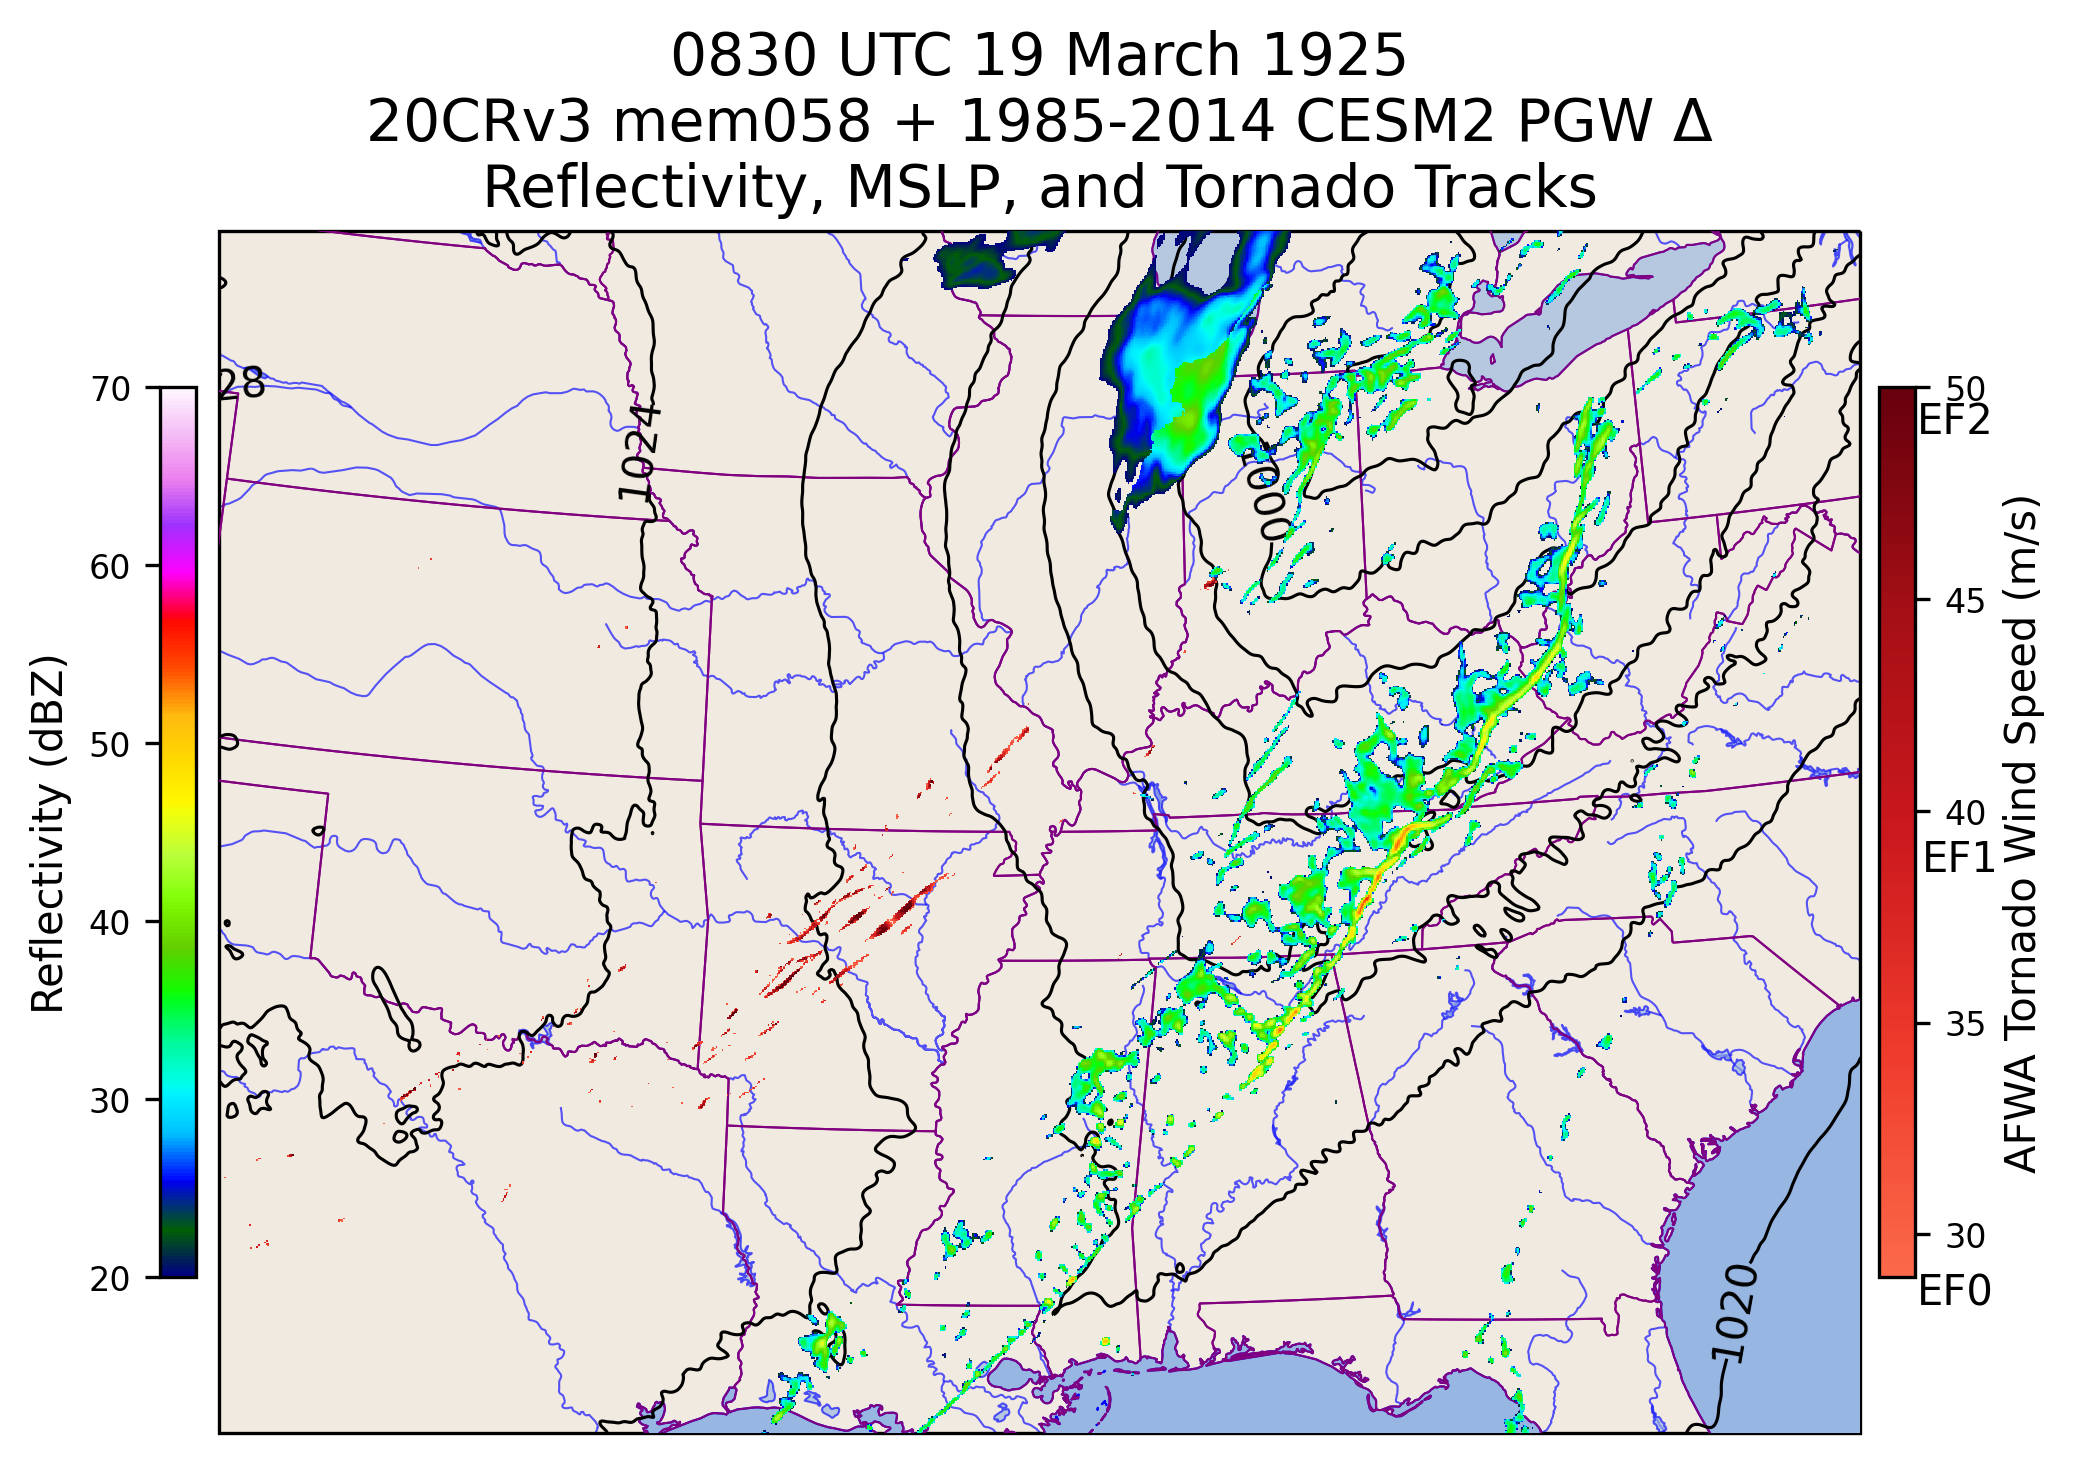 0830 UTC 19 March 1925
20CRv3 mem058 + 1985-2014 CESM2 PGW Δ
Reflectivity, MSLP, and Tornado Tracks
70
60
50
40
30
20
Reflectivity (dBZ)
28
1024
1000
1020
50
EF2
45
40
EF1
35
30
EF0
AFWA Tornado Wind Speed (m/s)